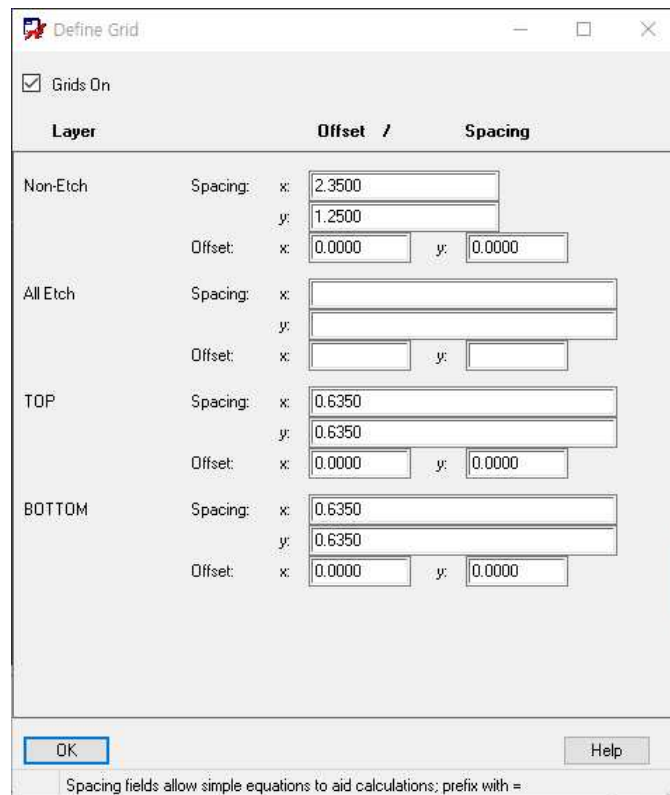 Define Grid
Grids On
Layer Offset / Spacing
Non-Etch Spacing: x: 2.3500
y: 1.2500
Offset: x: 0.0000 y: 0.0000
All Etch Spacing: x:
y:
Offset: x: y:
TOP Spacing: x: 0.6350
y: 0.6350
Offset: x: 0.0000 y: 0.0000
BOTTOM Spacing: x: 0.6350
y: 0.6350
Offset: x: 0.0000 y: 0.0000
OK Help
Spacing fields allow simple equations to aid calculations; prefix with =